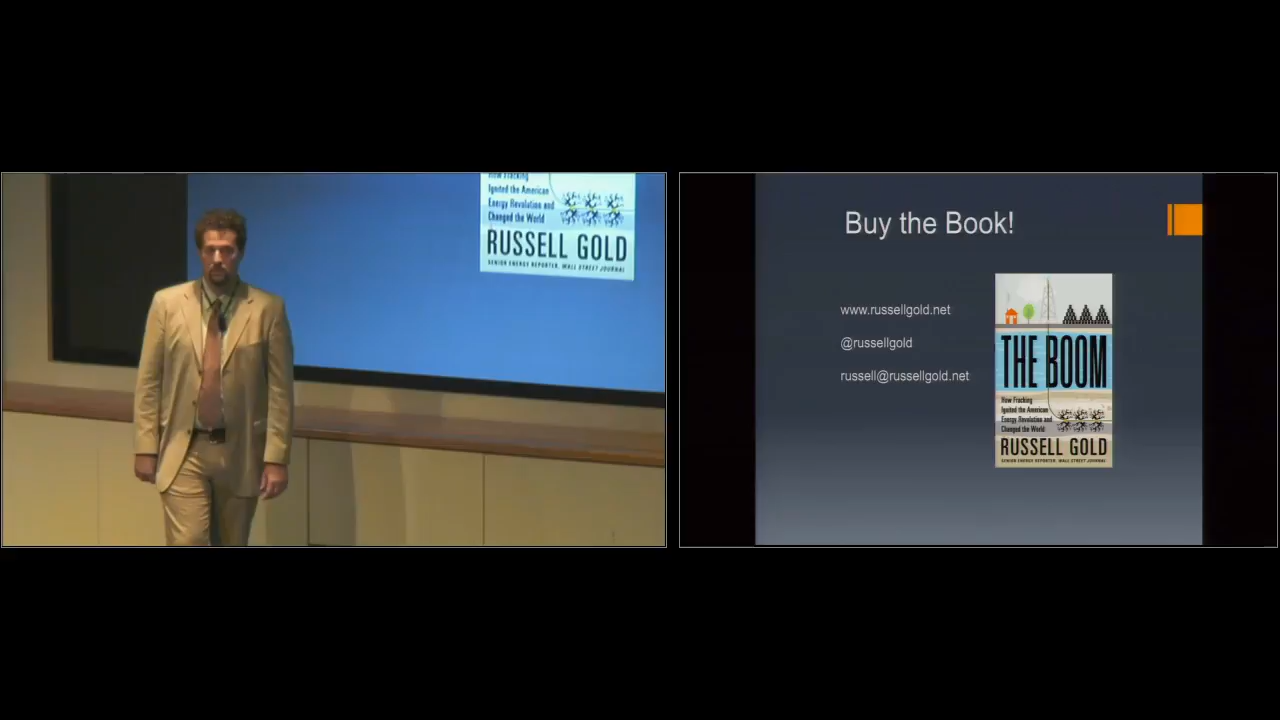 How Fracking
Ignited the American
Energy Revolution and
Changed the World
RUSSELL GOLD
SENIOR ENERGY REPORTER, WALL STREET JOURNAL
Buy the Book!
www.russellgold.net
@russellgold
russell@russellgold.net
THE BOOM
How Fracking
Ignited the American
Energy Revolution and
Changed the World
RUSSELL GOLD
SENIOR ENERGY REPORTER, WALL STREET JOURNAL